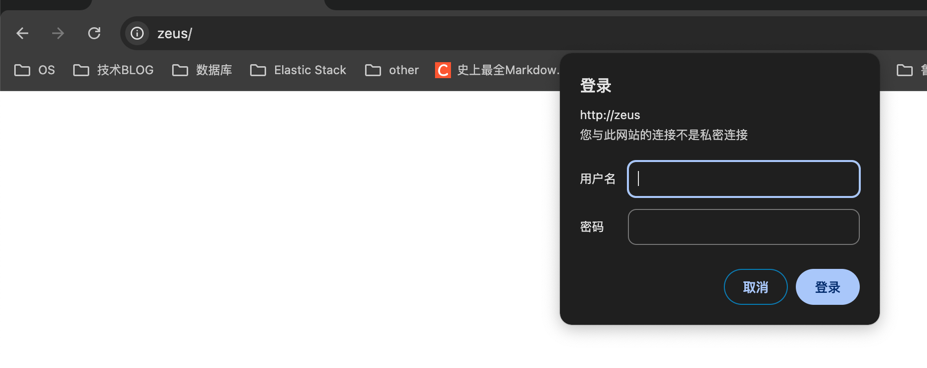 zeus/
OS 技术BLOG 数据库 Elastic Stack other 史上最全Markdow...
登录
http://zeus
您与此网站的连接不是私密连接
用户名
密码
取消 登录